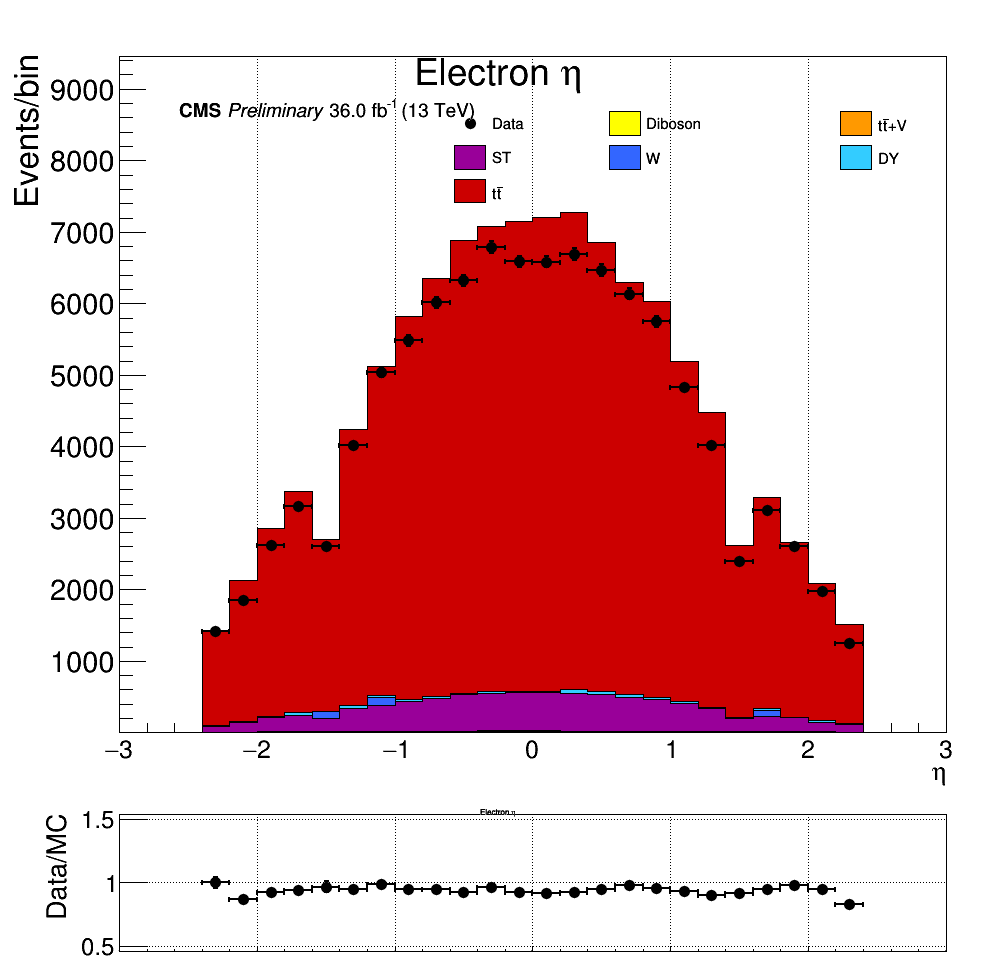 Electron η
Events/bin
CMS Preliminary 36.0 fb-1 (13 TeV)
Data
Diboson
tt̄+V
ST
W
DY
tt̄
9000
8000
7000
6000
5000
4000
3000
2000
1000
−3 −2 −1 0 1 2 3
η
Electron η
Data/MC
1.5
1
0.5